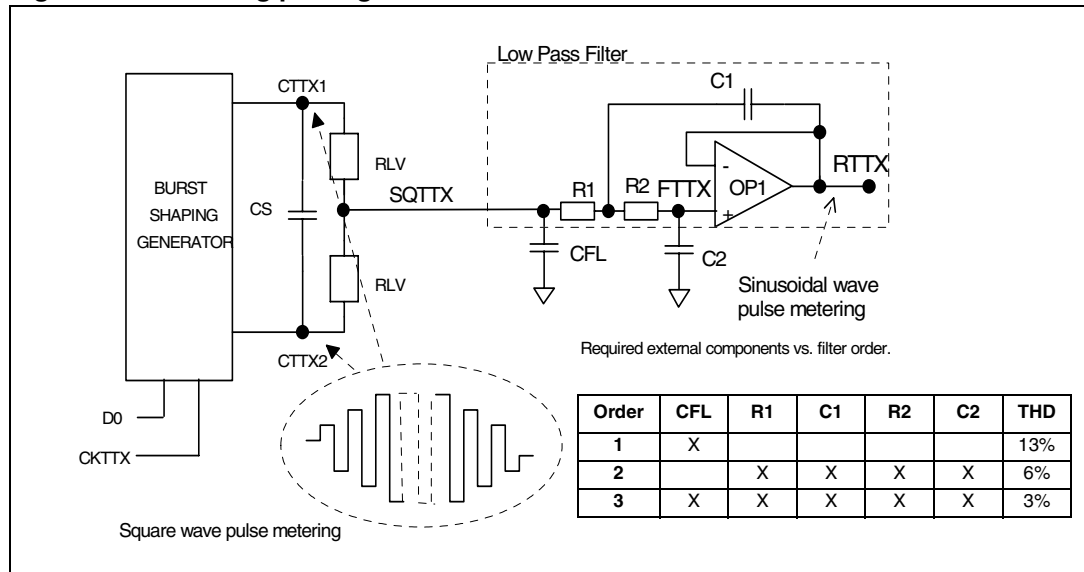 Low Pass Filter
CTTX1
C1
RLV
BURST
SHAPING
GENERATOR
CS
SQTTX
R1
R2
FTTX
-
+
OP1
RTTX
CFL
C2
RLV
Sinusoidal wave
pulse metering
CTTX2
Required external components vs. filter order.
D0
CKTTX
Square wave pulse metering
Order CFL R1 C1 R2 C2 THD
1 X 13%
2 X X X X 6%
3 X X X X X 3%